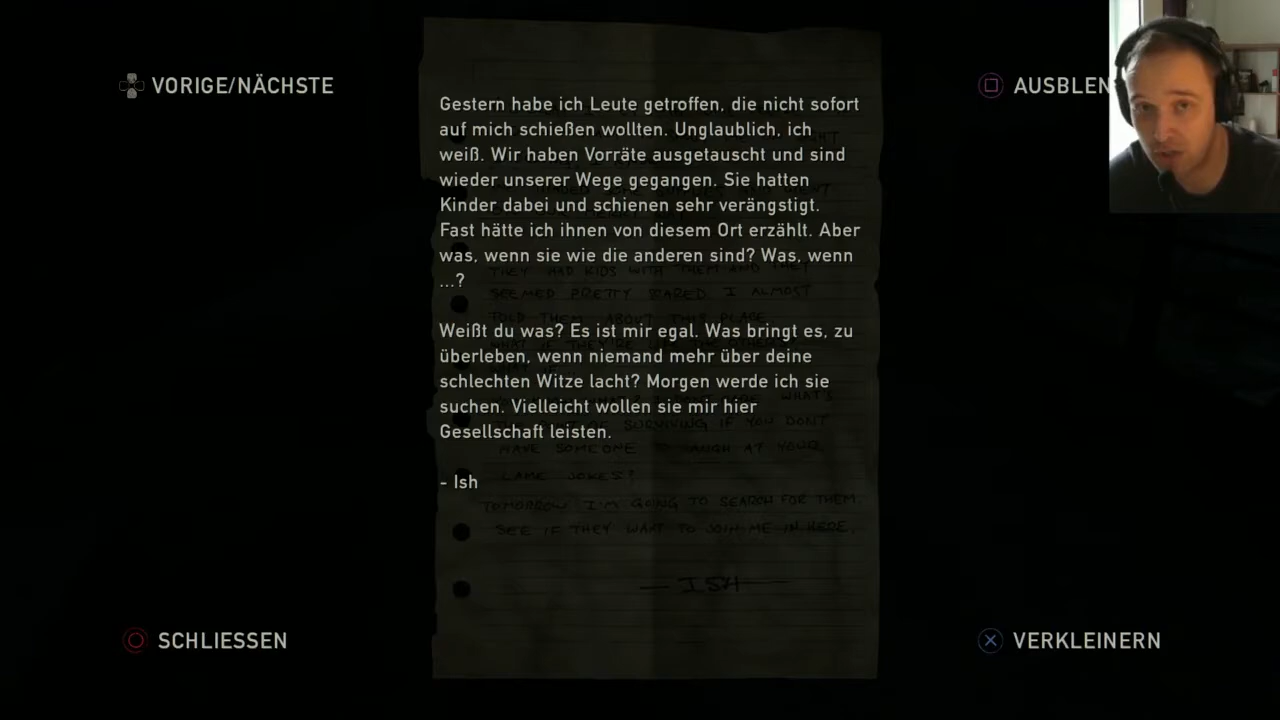 VORIGE/NÄCHSTE
AUSBLEN
Gestern habe ich Leute getroffen, die nicht sofort
auf mich schießen wollten. Unglaublich, ich
weiß. Wir haben Vorräte ausgetauscht und sind
wieder unserer Wege gegangen. Sie hatten
Kinder dabei und schienen sehr verängstigt.
Fast hätte ich ihnen von diesem Ort erzählt. Aber
was, wenn sie wie die anderen sind? Was, wenn
...?
Weißt du was? Es ist mir egal. Was bringt es, zu
überleben, wenn niemand mehr über deine
schlechten Witze lacht? Morgen werde ich sie
suchen. Vielleicht wollen sie mir hier
Gesellschaft leisten.
- Ish
THEY HAD KIDS WITH THEM AND THEY
SEEMED PRETTY SCARED. I ALMOST
TOLD THEM ABOUT THIS PLACE.
OF SURVIVING IF YOU DON'T
HAVE SOMEONE TO LAUGH AT YOUR
LAME JOKES?
TOMORROW I'M GOING TO SEARCH FOR THEM.
SEE IF THEY WANT TO JOIN ME IN HERE.
— ISH —
SCHLIESSEN
VERKLEINERN